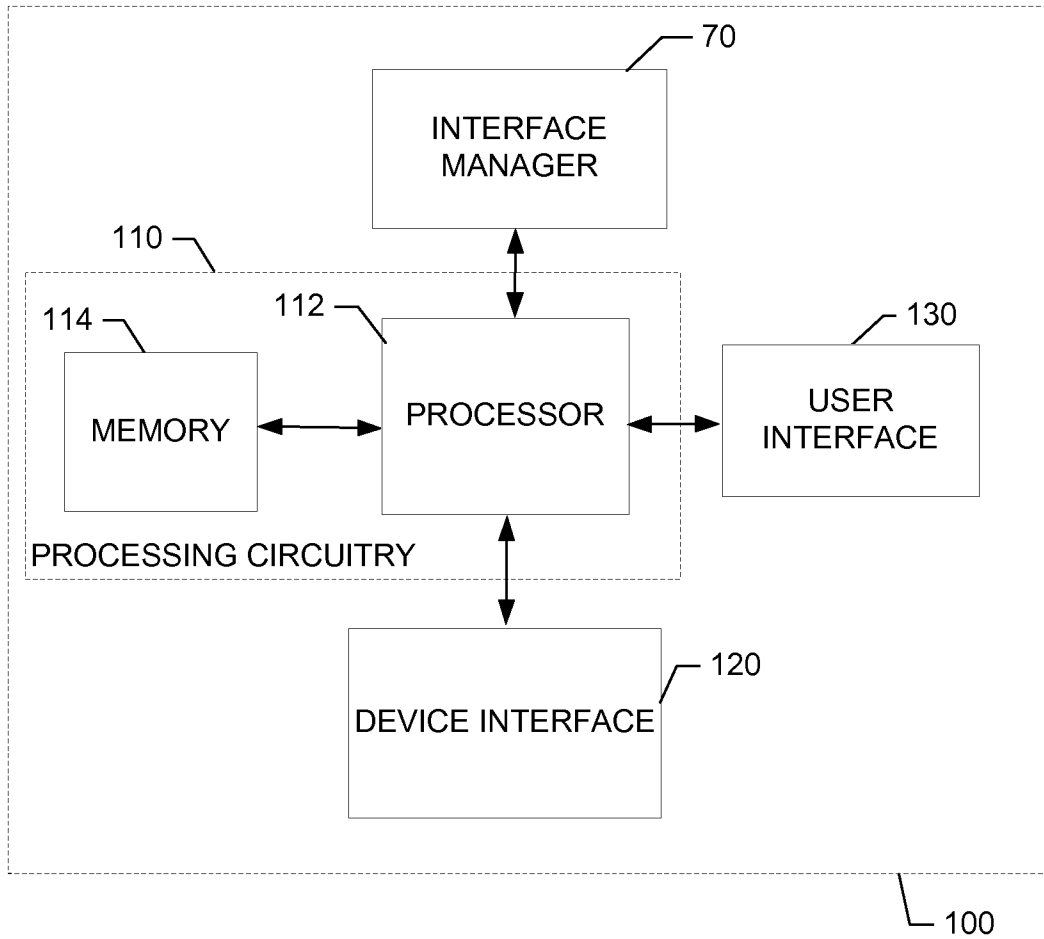 70
INTERFACE
MANAGER
110
114
112
130
MEMORY
PROCESSOR
USER
INTERFACE
PROCESSING CIRCUITRY
120
DEVICE INTERFACE
100